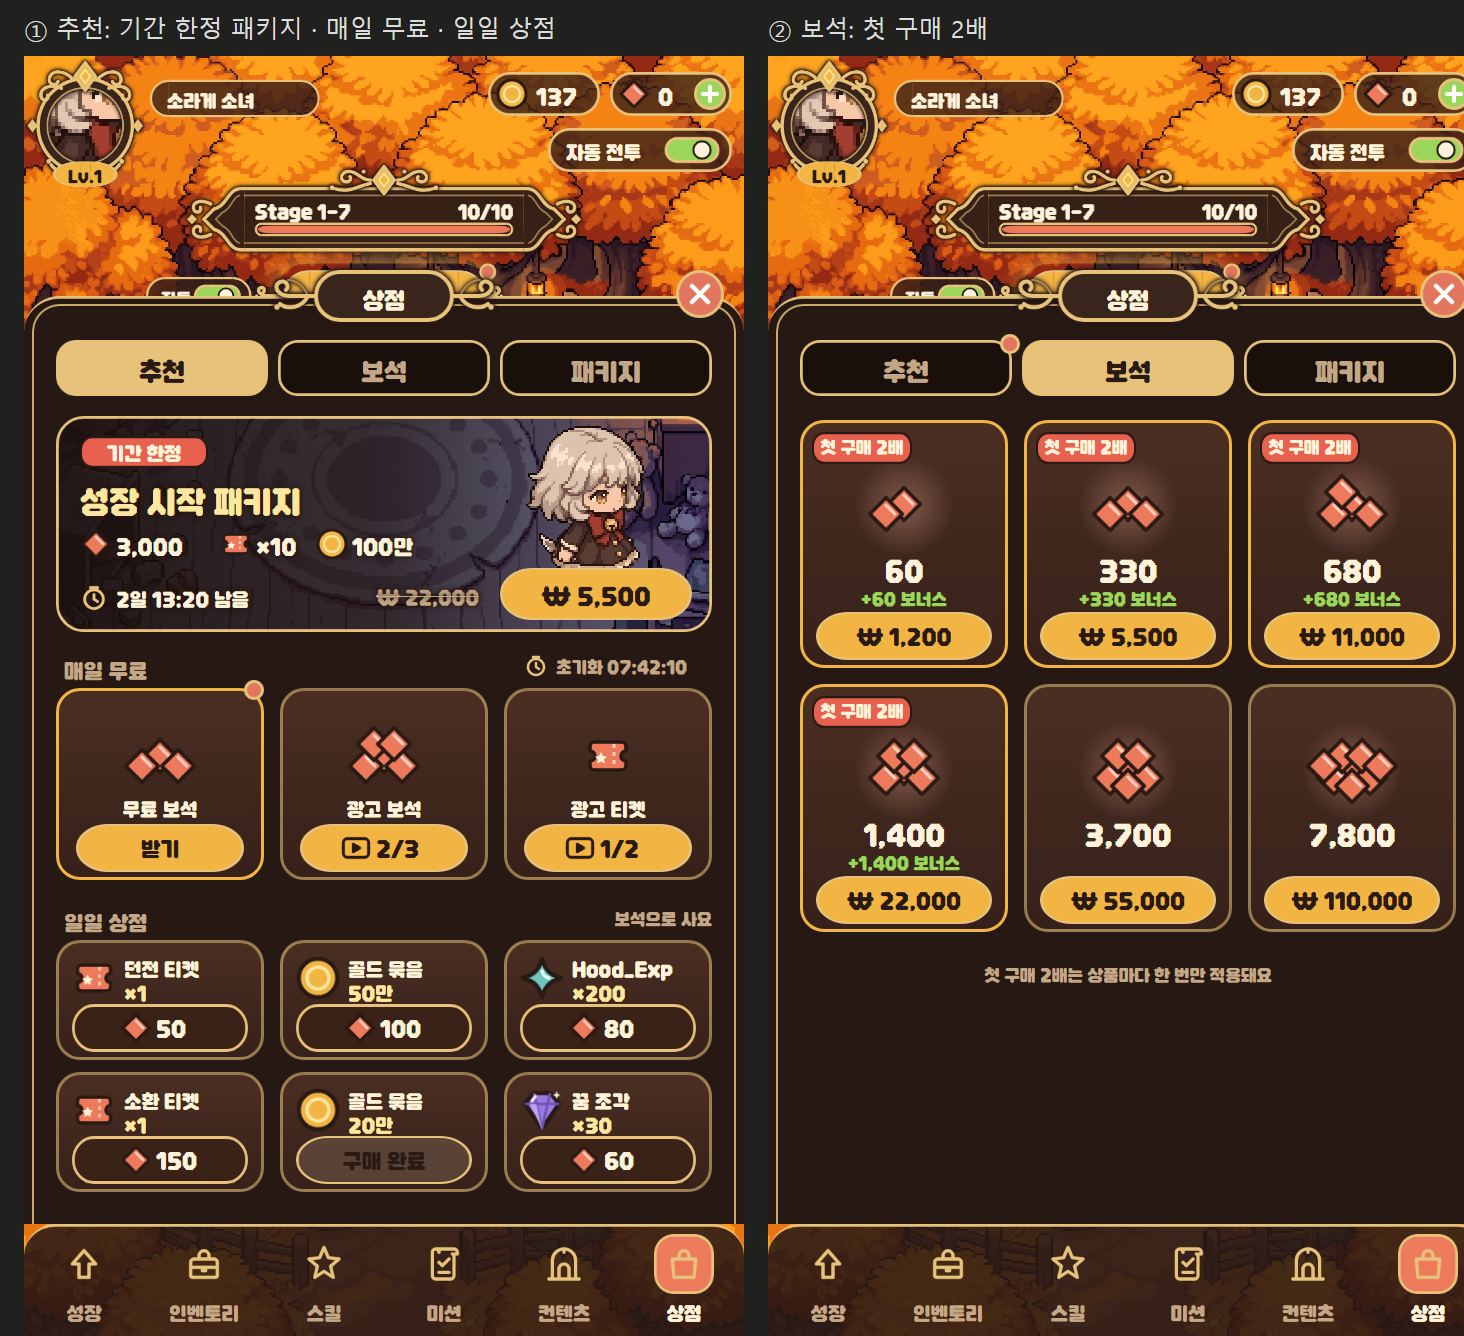 ① 추천: 기간 한정 패키지 · 매일 무료 · 일일 상점
소라게 소녀
137
0
자동 전투
Lv.1
Stage 1-7 10/10
상점
추천 보석 패키지
기간 한정
성장 시작 패키지
3,000 ×10 100만
2일 13:20 남음 ₩ 22,000 ₩ 5,500
매일 무료 초기화 07:42:10
무료 보석 광고 보석 광고 티켓
받기 2/3 1/2
일일 상점 보석으로 사요
던전 티켓 골드 묶음 Hood_Exp
×1 50만 ×200
50 100 80
소환 티켓 골드 묶음 꿈 조각
×1 20만 ×30
150 구매 완료 60
성장 인벤토리 스킬 미션 컨텐츠 상점
② 보석: 첫 구매 2배
소라게 소녀
137
0
자동 전투
Lv.1
Stage 1-7 10/10
상점
추천 보석 패키지
첫 구매 2배 첫 구매 2배 첫 구매 2배
60 330 680
+60 보너스 +330 보너스 +680 보너스
₩ 1,200 ₩ 5,500 ₩ 11,000
첫 구매 2배
1,400 3,700 7,800
+1,400 보너스
₩ 22,000 ₩ 55,000 ₩ 110,000
첫 구매 2배는 상품마다 한 번만 적용돼요
성장 인벤토리 스킬 미션 컨텐츠 상점